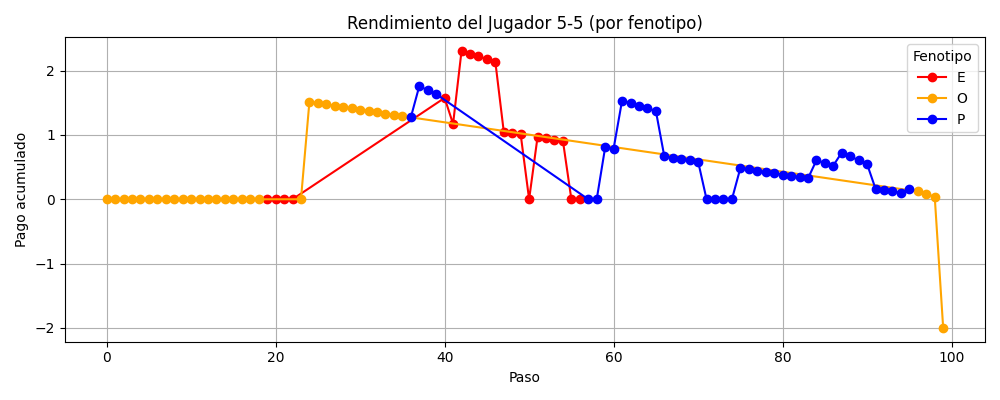 Rendimiento del Jugador 5-5 (por fenotipo)
Pago acumulado
2
1
0
−1
−2
0 20 40 60 80 100
Paso
Fenotipo
E
O
P